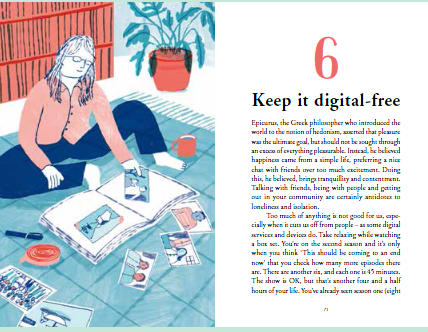 6
Keep it digital-free
Epicurus, the Greek philosopher who introduced the
world to the notion of hedonism, asserted that pleasure
was the ultimate goal, but should not be sought through
an excess of everything pleasurable. Instead, he believed
happiness came from a simple life, preferring a nice
chat with friends over too much excitement. Doing
this, he believed, brings tranquility and contentment.
Talking with friends, being with people and getting
out in your community are certainly antidotes to
loneliness and isolation.
Too much of anything is not good for us, espe-
cially when it cuts us off from people – as some digital
services and devices do. Take relaxing while watching
a box set. You're on the second season and it's only
when you think 'This should be coming to an end
now' that you check how many more episodes there
are. There are another six, and each one is 45 minutes.
The show is OK, but that's another four and a half
hours of your life. You've already seen season one (eight